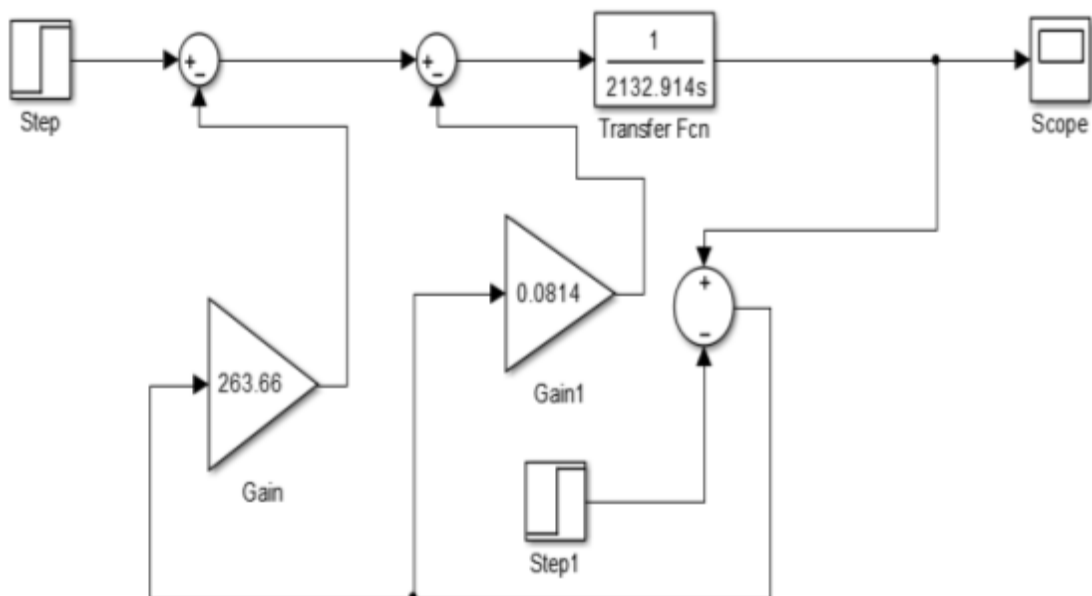 +
−
Step
+
−
1
2132.914s
Transfer Fcn
Scope
263.66
Gain
0.0814
Gain1
+
−
Step1